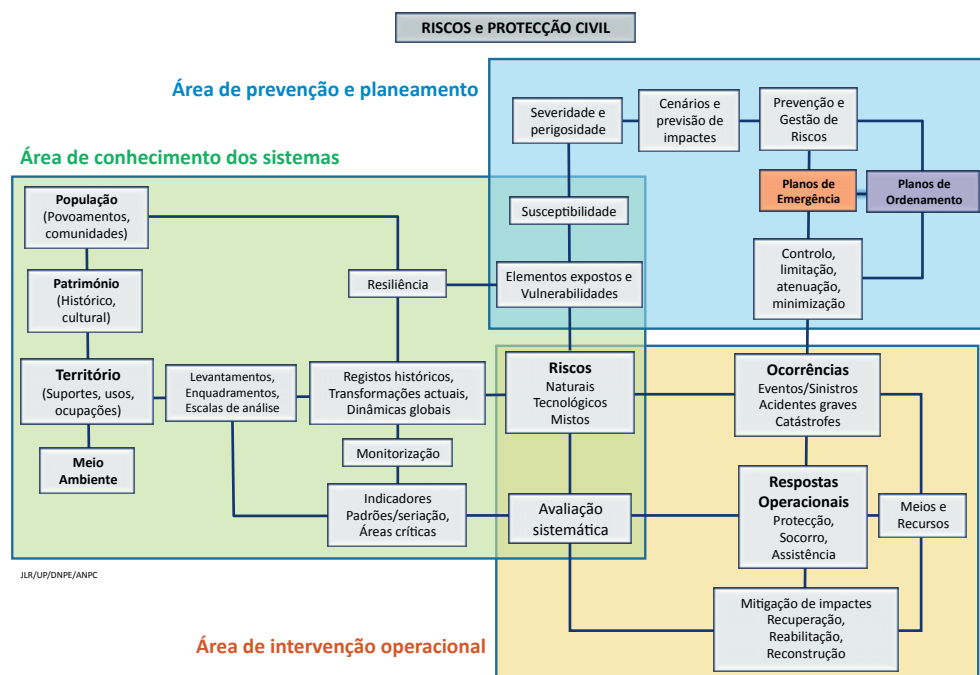 RISCOS e PROTECÇÃO CIVIL
Área de prevenção e planeamento
Severidade e
perigosidade
Cenários e
previsão de
impactes
Prevenção e
Gestão de
Riscos
Planos de
Emergência
Planos de
Ordenamento
Susceptibilidade
Elementos expostos e
Vulnerabilidades
Controlo,
limitação,
atenuação,
minimização
Área de conhecimento dos sistemas
População
(Povoamentos,
comunidades)
Património
(Histórico,
cultural)
Resiliência
Território
(Suportes, usos,
ocupações)
Levantamentos,
Enquadramentos,
Escalas de análise
Registos históricos,
Transformações actuais,
Dinâmicas globais
Riscos
Naturais
Tecnológicos
Mistos
Ocorrências
Eventos/Sinistros
Acidentes graves
Catástrofes
Meio
Ambiente
Monitorização
Indicadores
Padrões/seriação,
Áreas críticas
Avaliação
sistemática
Respostas
Operacionais
Protecção,
Socorro,
Assistência
Meios e
Recursos
Mitigação de impactes
Recuperação,
Reabilitação,
Reconstrução
JLR/UP/DNPE/ANPC
Área de intervenção operacional